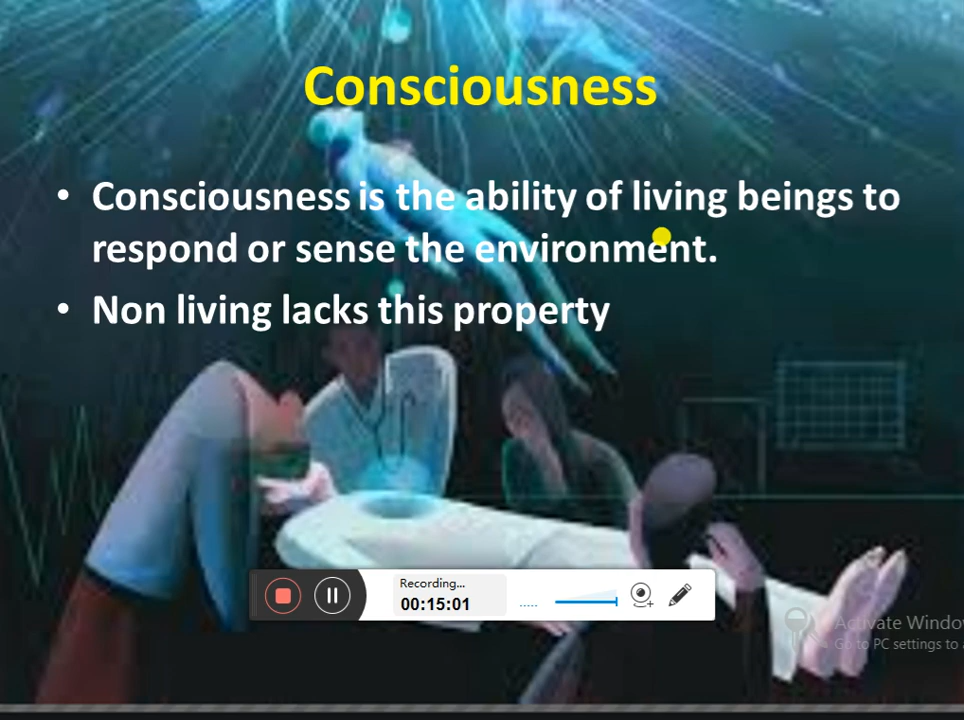 Consciousness
• Consciousness is the ability of living beings to
respond or sense the environment.
• Non living lacks this property
Recording...
00:15:01
Activate Windo
Go to PC settings to